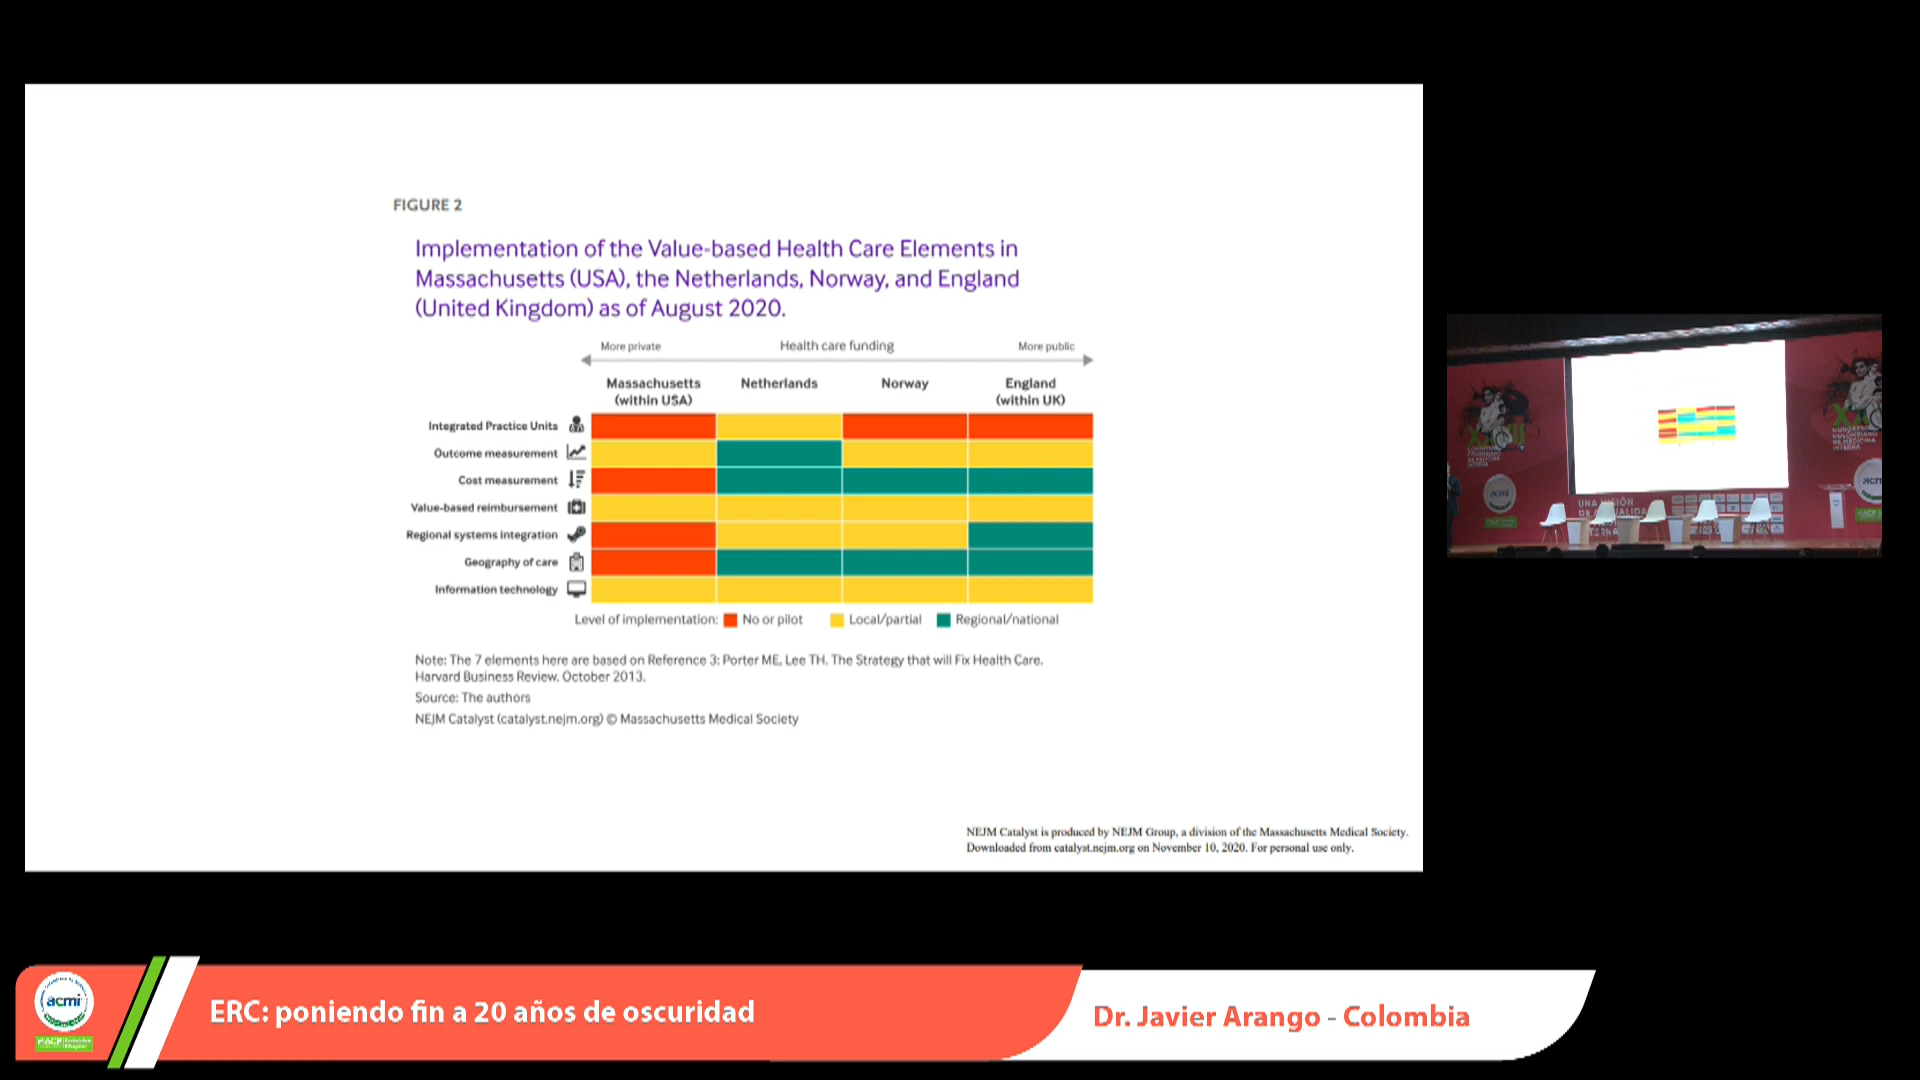 FIGURE 2
Implementation of the Value-based Health Care Elements in
Massachusetts (USA), the Netherlands, Norway, and England
(United Kingdom) as of August 2020.
More private
Health care funding
More public
Massachusetts
(within USA)
Netherlands
Norway
England
(within UK)
Integrated Practice Units
Outcome measurement
Cost measurement
Value-based reimbursement
Regional systems integration
Geography of care
Information technology
Level of implementation: No or pilot Local/partial Regional/national
Note: The 7 elements here are based on Reference 3: Porter ME, Lee TH. The Strategy that will Fix Health Care.
Harvard Business Review. October 2013.
Source: The authors
NEJM Catalyst (catalyst.nejm.org) © Massachusetts Medical Society
NEJM Catalyst is produced by NEJM Group, a division of the Massachusetts Medical Society.
Downloaded from catalyst.nejm.org on November 10, 2020. For personal use only.
UNA VISIÓN
acmi
acmi
ACP
ERC: poniendo fin a 20 años de oscuridad
Dr. Javier Arango - Colombia